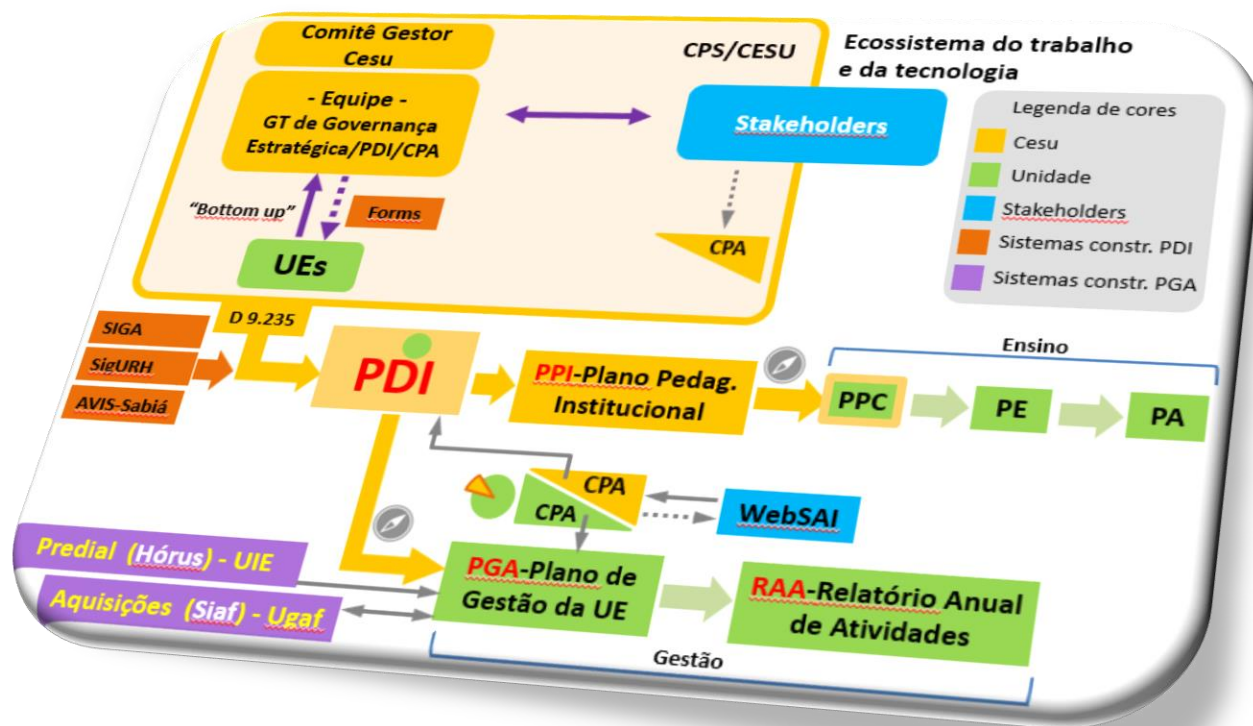 Comitê Gestor
Cesu
CPS/CESU
Ecossistema do trabalho
e da tecnologia
- Equipe -
GT de Governança
Estratégica/PDI/CPA
Stakeholders
Legenda de cores
Cesu
Unidade
Stakeholders
Sistemas constr. PDI
Sistemas constr. PGA
“Bottom up”
Forms
UEs
CPA
D 9.235
SIGA
SigURH
AVIS-Sabiá
PDI
PPI-Plano Pedag.
Institucional
Ensino
PPC
PE
PA
CPA
CPA
WebSAI
Predial (Hórus) - UIE
Aquisições (Siaf) - Ugaf
PGA-Plano de
Gestão da UE
RAA-Relatório Anual
de Atividades
Gestão